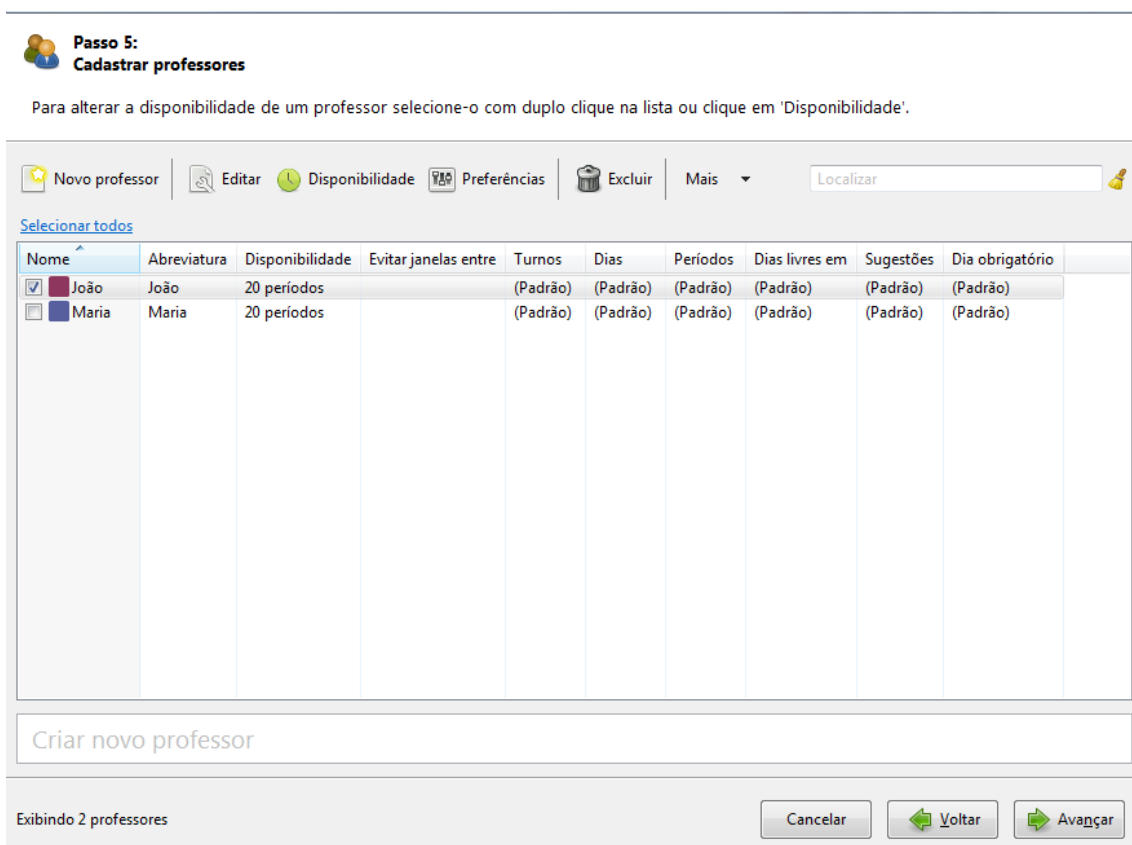 Passo 5:
Cadastrar professores
Para alterar a disponibilidade de um professor selecione-o com duplo clique na lista ou clique em 'Disponibilidade'.
Novo professor Editar Disponibilidade Preferências Excluir Mais Localizar
Selecionar todos
Nome Abreviatura Disponibilidade Evitar janelas entre Turnos Dias Períodos Dias livres em Sugestões Dia obrigatório
João João 20 períodos (Padrão) (Padrão) (Padrão) (Padrão) (Padrão) (Padrão)
Maria Maria 20 períodos (Padrão) (Padrão) (Padrão) (Padrão) (Padrão) (Padrão)
Criar novo professor
Exibindo 2 professores Cancelar Voltar Avançar